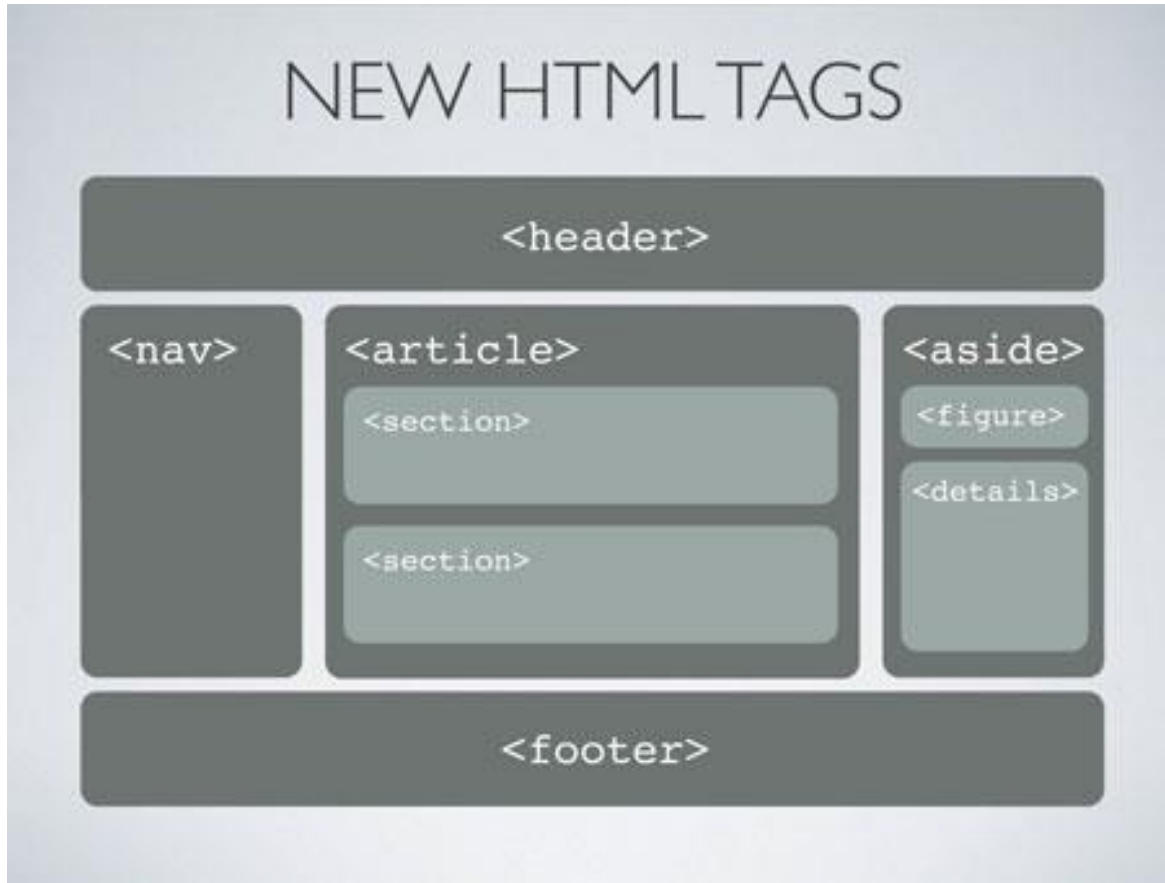 NEW HTML TAGS
<header>
<nav>
<article>
<section>
<section>
<aside>
<figure>
<details>
<footer>